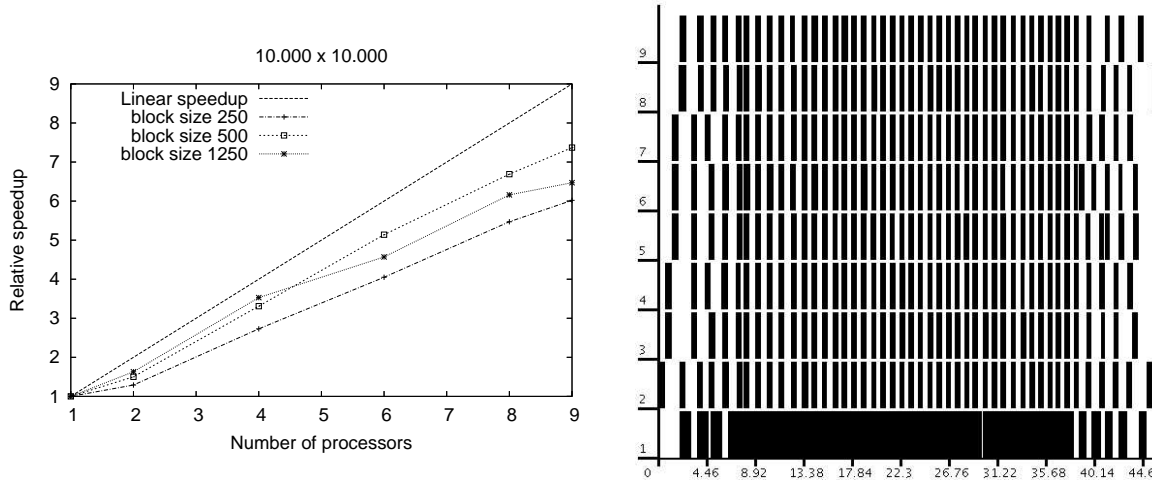 10.000 x 10.000
Relative speedup
9
8
7
6
5
4
3
2
1
Linear speedup
block size 250
block size 500
block size 1250
1 2 3 4 5 6 7 8 9
Number of processors
9
8
7
6
5
4
3
2
1
0 4.46 8.92 13.38 17.84 22.3 26.76 31.22 35.68 40.14 44.6